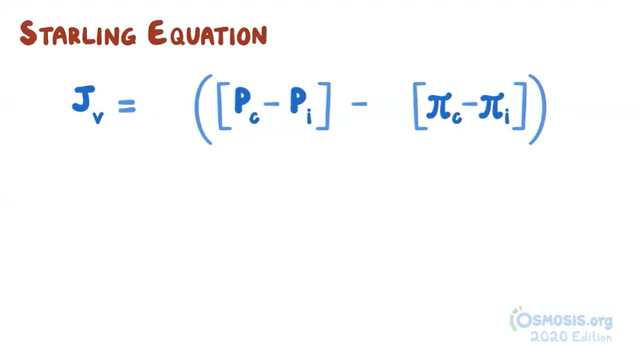 STARLING EQUATION
Jv = ([Pc - Pi] - [πc - πi])
OSMOSIS.org
2020 Edition